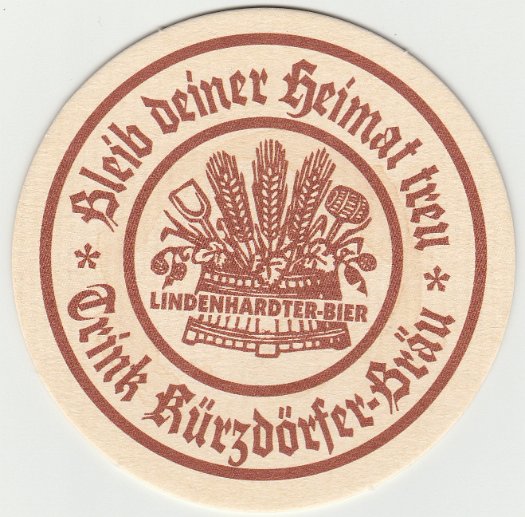 Bleib deiner Heimat treu
LINDENHARDTER-BIER
* Trink Kürzdörfer-Bräu *